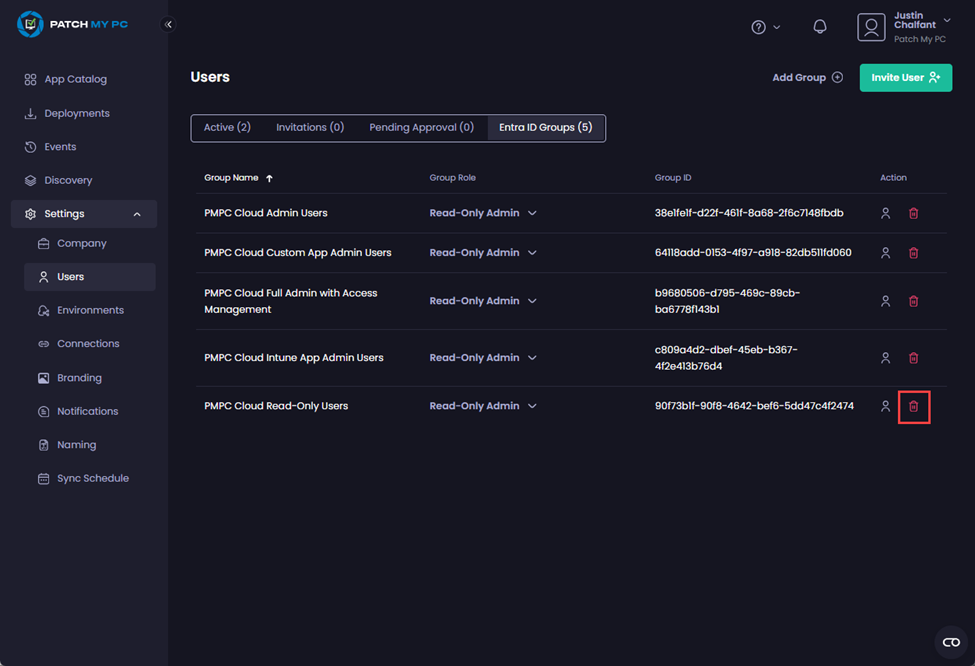 PATCH MY PC
Justin
Chalfant
Patch My PC
App Catalog
Deployments
Events
Discovery
Settings
Company
Users
Environments
Connections
Branding
Notifications
Naming
Sync Schedule
Users
Add Group
Invite User
Active (2) Invitations (0) Pending Approval (0) Entra ID Groups (5)
Group Name Group Role Group ID Action
PMPC Cloud Admin Users Read-Only Admin 38e1fe1f-d22f-461f-8a68-2f6c7148fbdb
PMPC Cloud Custom App Admin Users Read-Only Admin 64118add-0153-4f97-a918-82db511fd060
PMPC Cloud Full Admin with Access
Management
Read-Only Admin
b9680506-d795-469c-89cb-
ba6778f143b1
PMPC Cloud Intune App Admin Users Read-Only Admin
c809a4d2-dbef-45eb-b367-
4f2e413b76d4
PMPC Cloud Read-Only Users Read-Only Admin 90f73b1f-90f8-4642-bef6-5dd47c4f2474